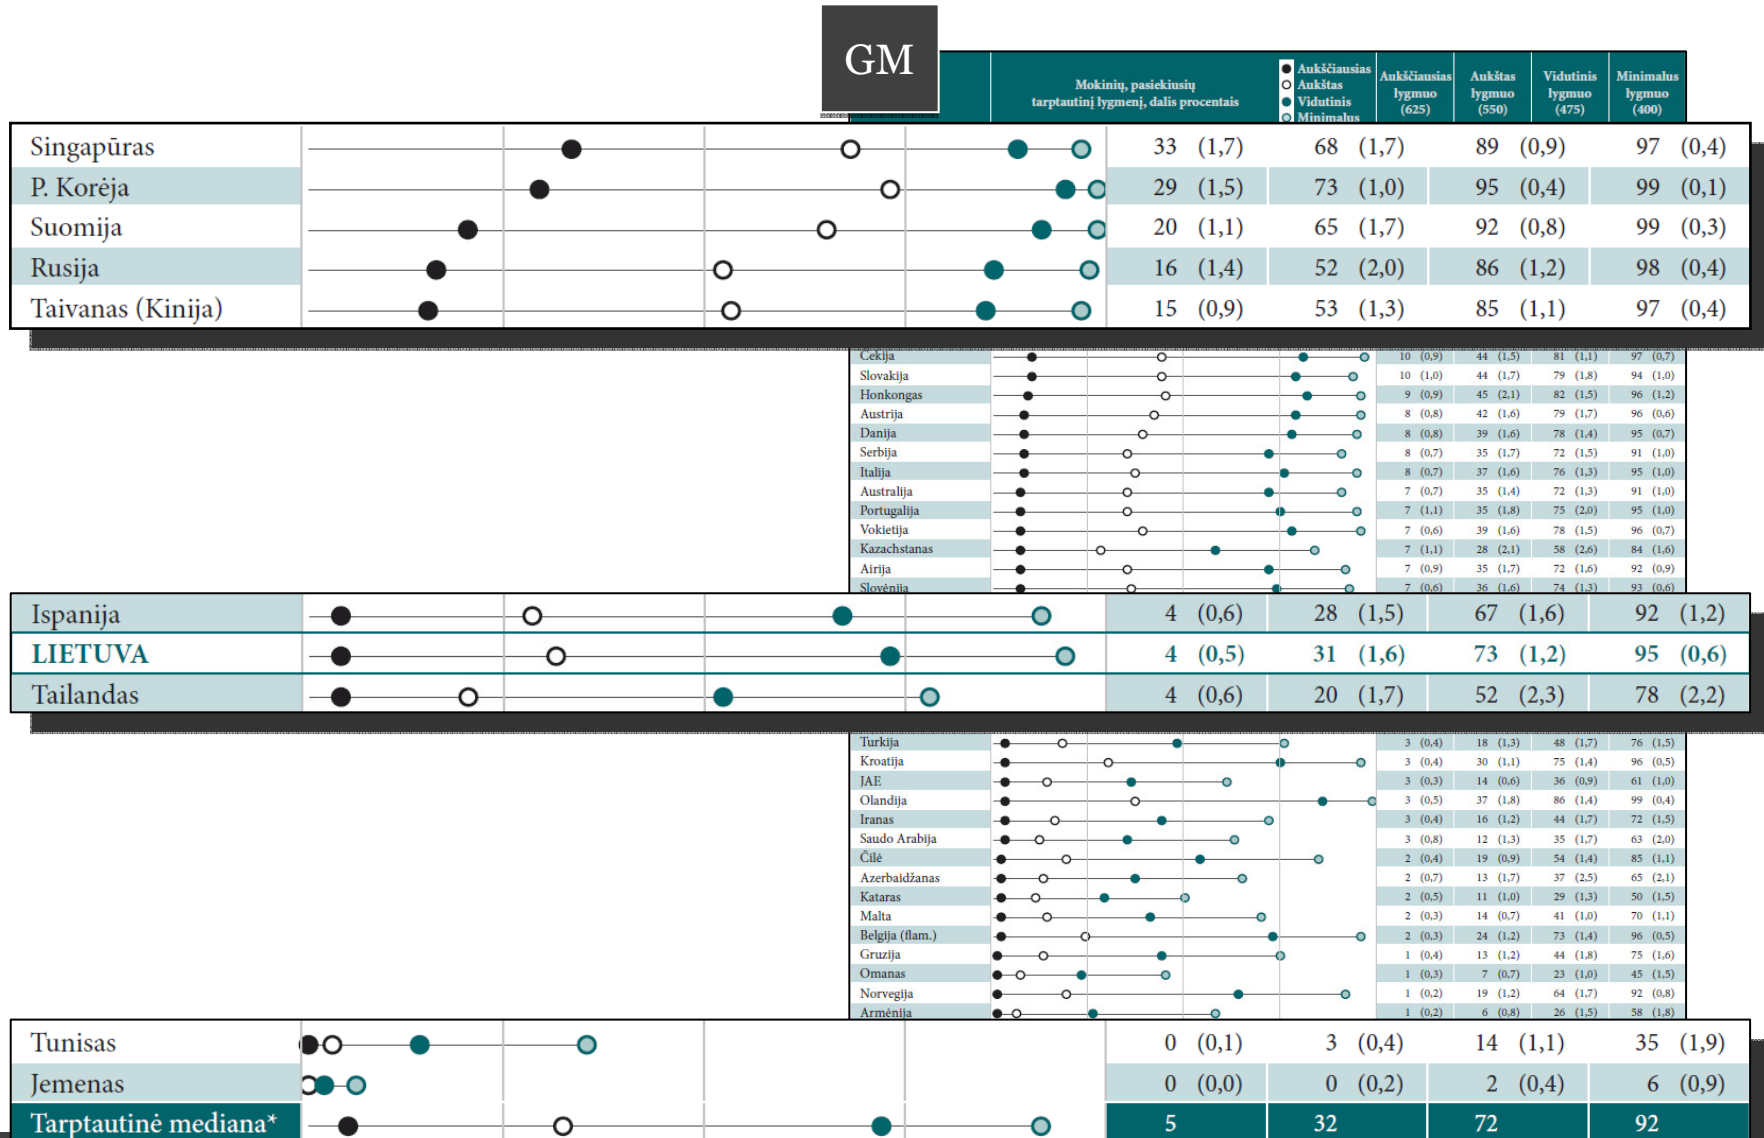 GM
Mokinių, pasiekusių
tarptautinį lygmenį, dalis procentais
Aukščiausias
Aukštas
Vidutinis
Minimalus
Aukščiausias lygmuo (625)
Aukštas lygmuo (550)
Vidutinis lygmuo (475)
Minimalus lygmuo (400)
Singapūras 33 (1,7) 68 (1,7) 89 (0,9) 97 (0,4)
P. Korėja 29 (1,5) 73 (1,0) 95 (0,4) 99 (0,1)
Suomija 20 (1,1) 65 (1,7) 92 (0,8) 99 (0,3)
Rusija 16 (1,4) 52 (2,0) 86 (1,2) 98 (0,4)
Taivanas (Kinija) 15 (0,9) 53 (1,3) 85 (1,1) 97 (0,4)
Čekija 10 (0,9) 44 (1,5) 81 (1,1) 97 (0,7)
Slovakija 10 (1,0) 44 (1,7) 79 (1,8) 94 (1,0)
Honkongas 9 (0,9) 45 (2,1) 82 (1,5) 96 (1,2)
Austrija 8 (0,8) 42 (1,6) 79 (1,7) 96 (0,6)
Danija 8 (0,8) 39 (1,6) 78 (1,4) 95 (0,7)
Serbija 8 (0,7) 35 (1,7) 72 (1,5) 91 (1,0)
Italija 8 (0,7) 37 (1,6) 76 (1,3) 95 (1,0)
Australija 7 (0,7) 35 (1,4) 72 (1,3) 91 (1,0)
Portugalija 7 (1,1) 35 (1,8) 75 (2,0) 95 (1,0)
Vokietija 7 (0,6) 39 (1,6) 78 (1,5) 96 (0,7)
Kazachstanas 7 (1,1) 28 (2,1) 58 (2,6) 84 (1,6)
Airija 7 (0,9) 35 (1,7) 72 (1,6) 92 (0,9)
Slovėnija 7 (0,6) 36 (1,6) 74 (1,3) 93 (0,6)
Ispanija 4 (0,6) 28 (1,5) 67 (1,6) 92 (1,2)
LIETUVA 4 (0,5) 31 (1,6) 73 (1,2) 95 (0,6)
Tailandas 4 (0,6) 20 (1,7) 52 (2,3) 78 (2,2)
Turkija 3 (0,4) 18 (1,3) 48 (1,7) 76 (1,5)
Kroatija 3 (0,4) 30 (1,1) 75 (1,4) 96 (0,5)
JAE 3 (0,3) 14 (0,6) 36 (0,9) 61 (1,0)
Olandija 3 (0,5) 37 (1,8) 86 (1,4) 99 (0,4)
Iranas 3 (0,4) 16 (1,2) 44 (1,7) 72 (1,5)
Saudo Arabija 3 (0,8) 12 (1,3) 35 (1,7) 63 (2,0)
Čilė 2 (0,4) 19 (0,9) 54 (1,4) 85 (1,1)
Azerbaidžanas 2 (0,7) 13 (1,7) 37 (2,5) 65 (2,1)
Kataras 2 (0,5) 11 (1,0) 29 (1,3) 50 (1,5)
Malta 2 (0,3) 14 (0,7) 41 (1,0) 70 (1,1)
Belgija (flam.) 2 (0,3) 24 (1,2) 73 (1,4) 96 (0,5)
Gruzija 1 (0,4) 13 (1,2) 44 (1,8) 75 (1,6)
Omanas 1 (0,3) 7 (0,7) 23 (1,0) 45 (1,5)
Norvegija 1 (0,2) 19 (1,2) 64 (1,7) 92 (0,8)
Armėnija 1 (0,2) 6 (0,8) 26 (1,5) 58 (1,8)
Tunisas 0 (0,1) 3 (0,4) 14 (1,1) 35 (1,9)
Jemenas 0 (0,0) 0 (0,2) 2 (0,4) 6 (0,9)
Tarptautinė mediana* 5 32 72 92